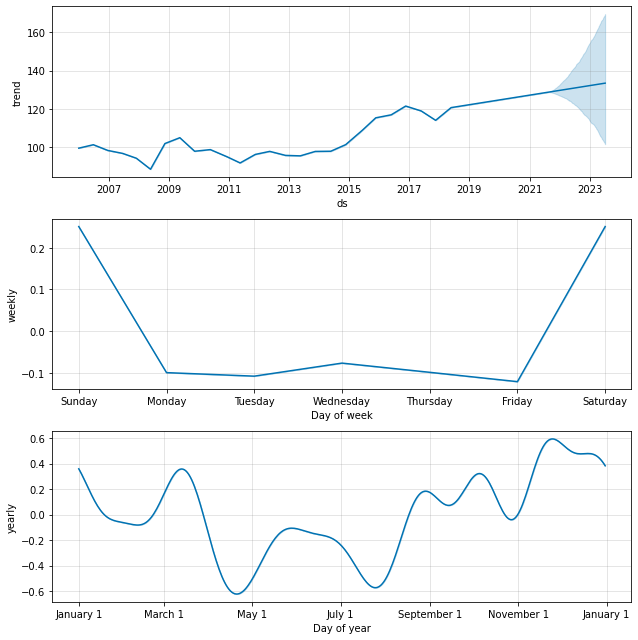 160
140
120
100
trend
2007 2009 2011 2013 2015 2017 2019 2021 2023
ds
0.2
0.1
0.0
−0.1
weekly
Sunday Monday Tuesday Wednesday Thursday Friday Saturday
Day of week
0.6
0.4
0.2
0.0
−0.2
−0.4
−0.6
yearly
January 1 March 1 May 1 July 1 September 1 November 1 January 1
Day of year